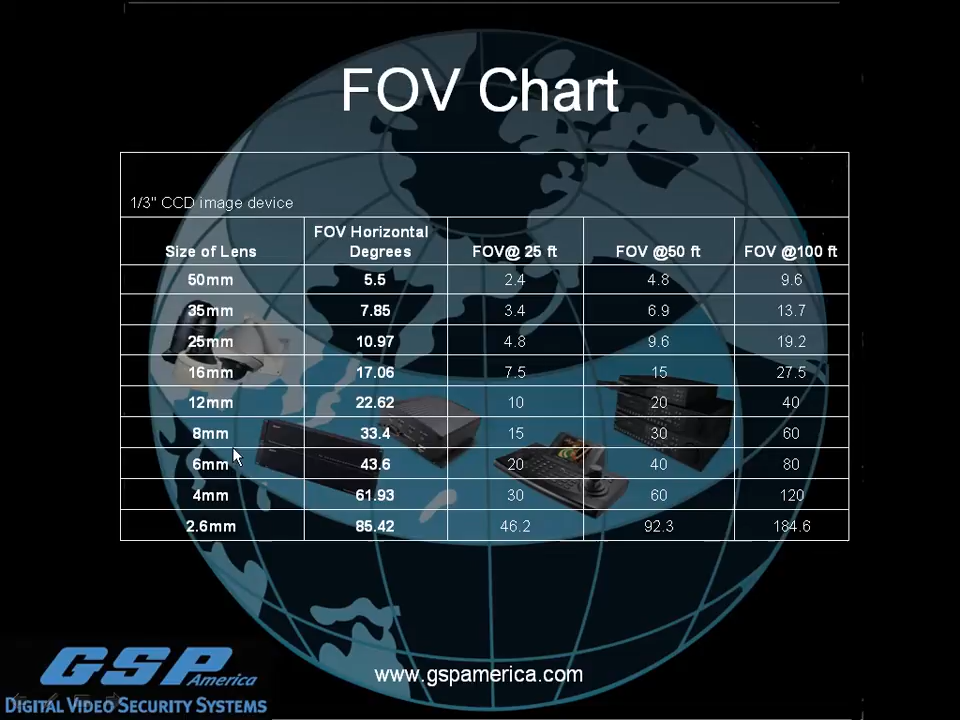 FOV Chart
1/3" CCD image device
Size of Lens FOV Horizontal Degrees FOV@ 25 ft FOV @50 ft FOV @100 ft
50mm 5.5 2.4 4.8 9.6
35mm 7.85 3.4 6.9 13.7
25mm 10.97 4.8 9.6 19.2
16mm 17.06 7.5 15 27.5
12mm 22.62 10 20 40
8mm 33.4 15 30 60
6mm 43.6 20 40 80
4mm 61.93 30 60 120
2.6mm 85.42 46.2 92.3 184.6
www.gspamerica.com
GSP America
DIGITAL VIDEO SECURITY SYSTEMS